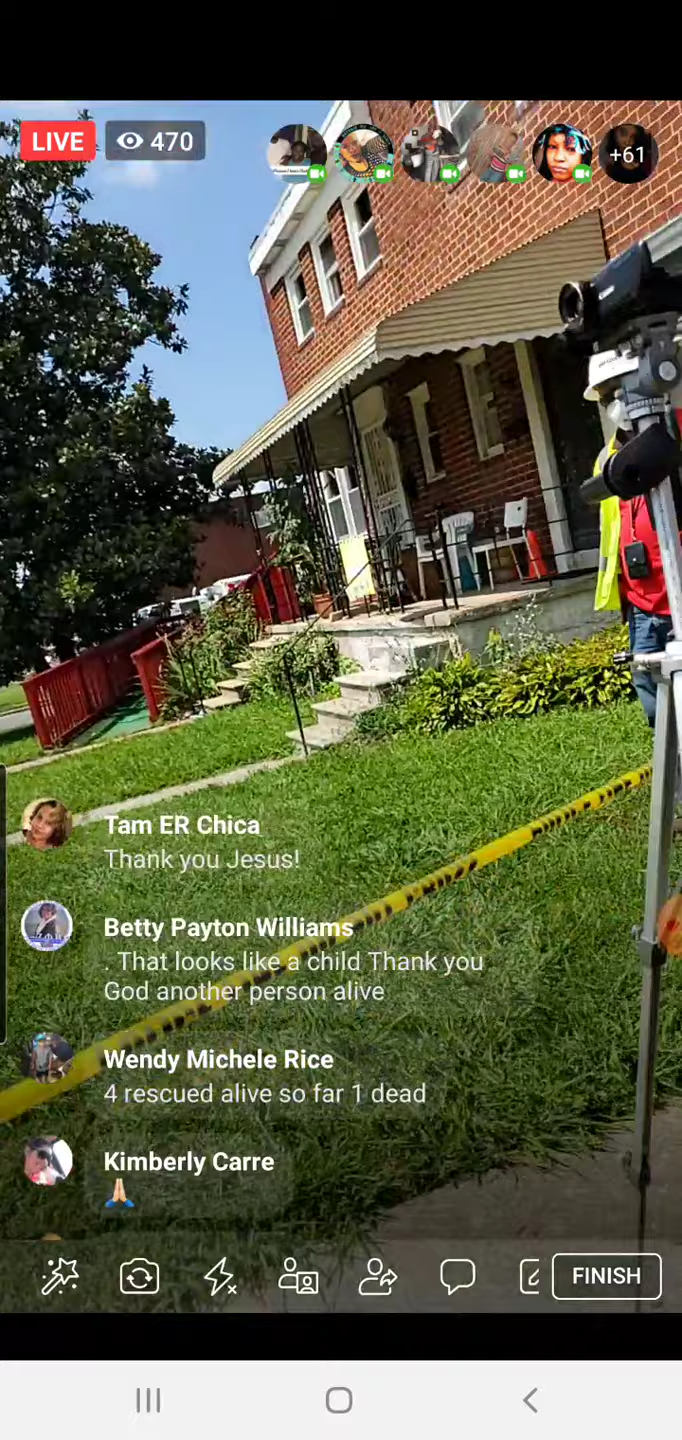 LIVE
470
+61
Tam ER Chica
Thank you Jesus!
Betty Payton Williams
. That looks like a child Thank you
God another person alive
Wendy Michele Rice
4 rescued alive so far 1 dead
Kimberly Carre
🙏🏻
FINISH